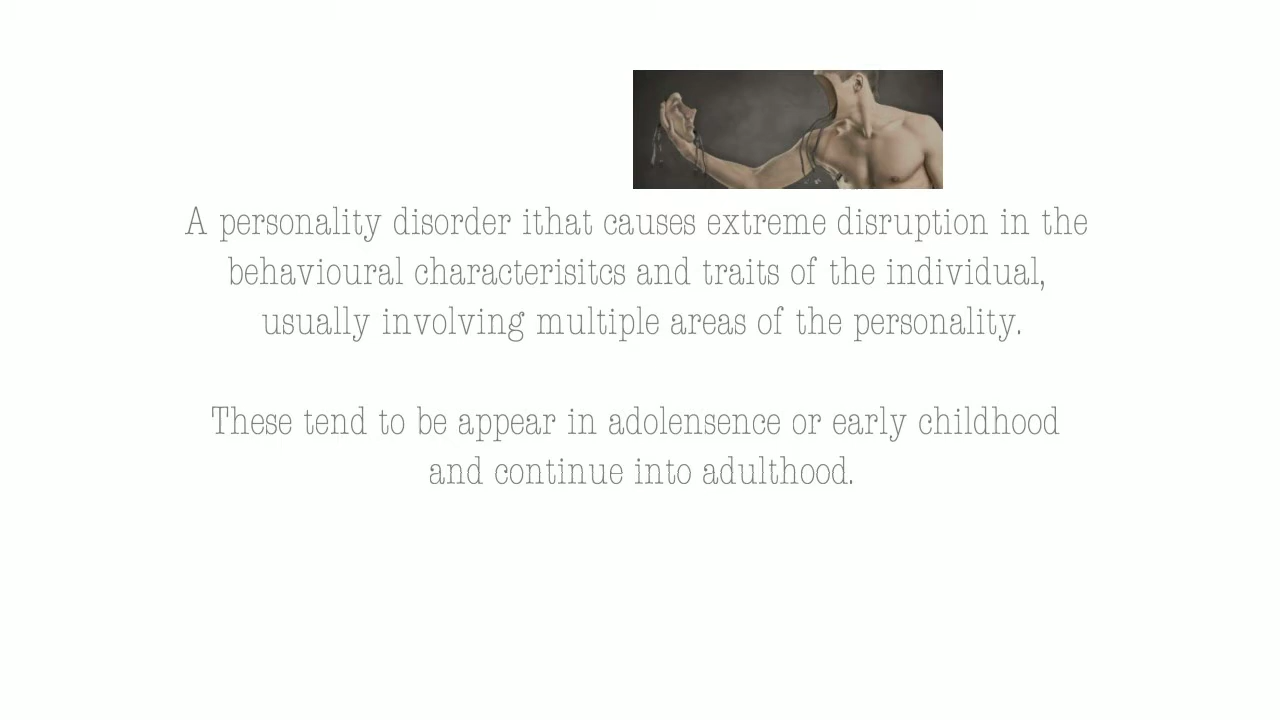 A personality disorder ithat causes extreme disruption in the
behavioural characterisitcs and traits of the individual,
usually involving multiple areas of the personality.
These tend to be appear in adolensence or early childhood
and continue into adulthood.